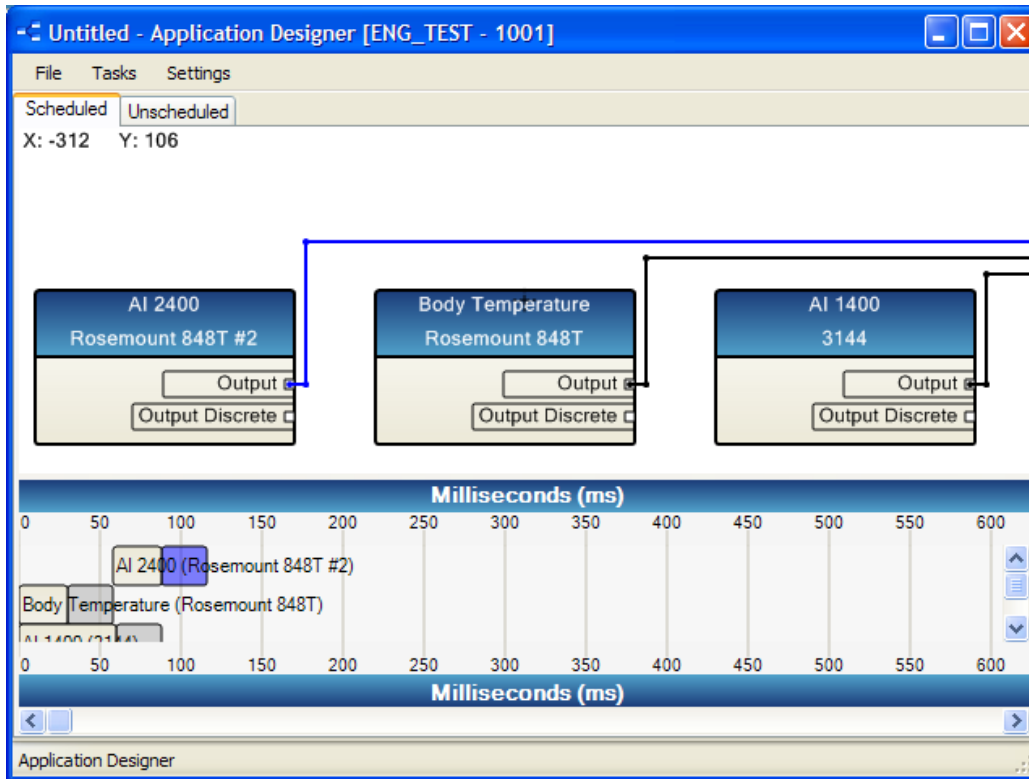 Untitled - Application Designer [ENG_TEST - 1001]
File Tasks Settings
Scheduled Unscheduled
X: -312 Y: 106
AI 2400
Rosemount 848T #2
Output
Output Discrete
Body Temperature
Rosemount 848T
Output
Output Discrete
AI 1400
3144
Output
Output Discrete
Milliseconds (ms)
0 50 100 150 200 250 300 350 400 450 500 550 600
AI 2400 (Rosemount 848T #2)
Body Temperature (Rosemount 848T)
AI 1400 (3144)
0 50 100 150 200 250 300 350 400 450 500 550 600
Milliseconds (ms)
Application Designer